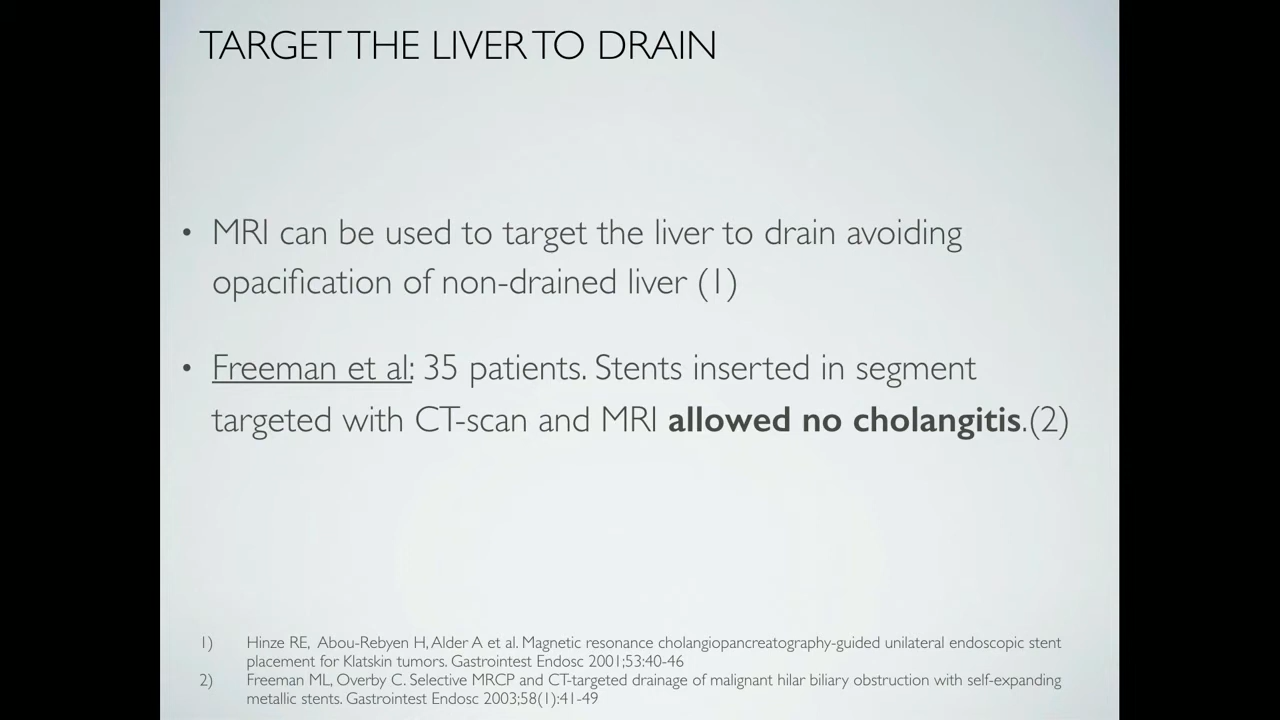 TARGET THE LIVER TO DRAIN
• MRI can be used to target the liver to drain avoiding
opacification of non-drained liver (1)
• Freeman et al: 35 patients. Stents inserted in segment
targeted with CT-scan and MRI allowed no cholangitis.(2)
1) Hinze RE, Abou-Rebyen H, Alder A et al. Magnetic resonance cholangiopancreatography-guided unilateral endoscopic stent
placement for Klatskin tumors. Gastrointest Endosc 2001;53:40-46
2) Freeman ML, Overby C. Selective MRCP and CT-targeted drainage of malignant hilar biliary obstruction with self-expanding
metallic stents. Gastrointest Endosc 2003;58(1):41-49